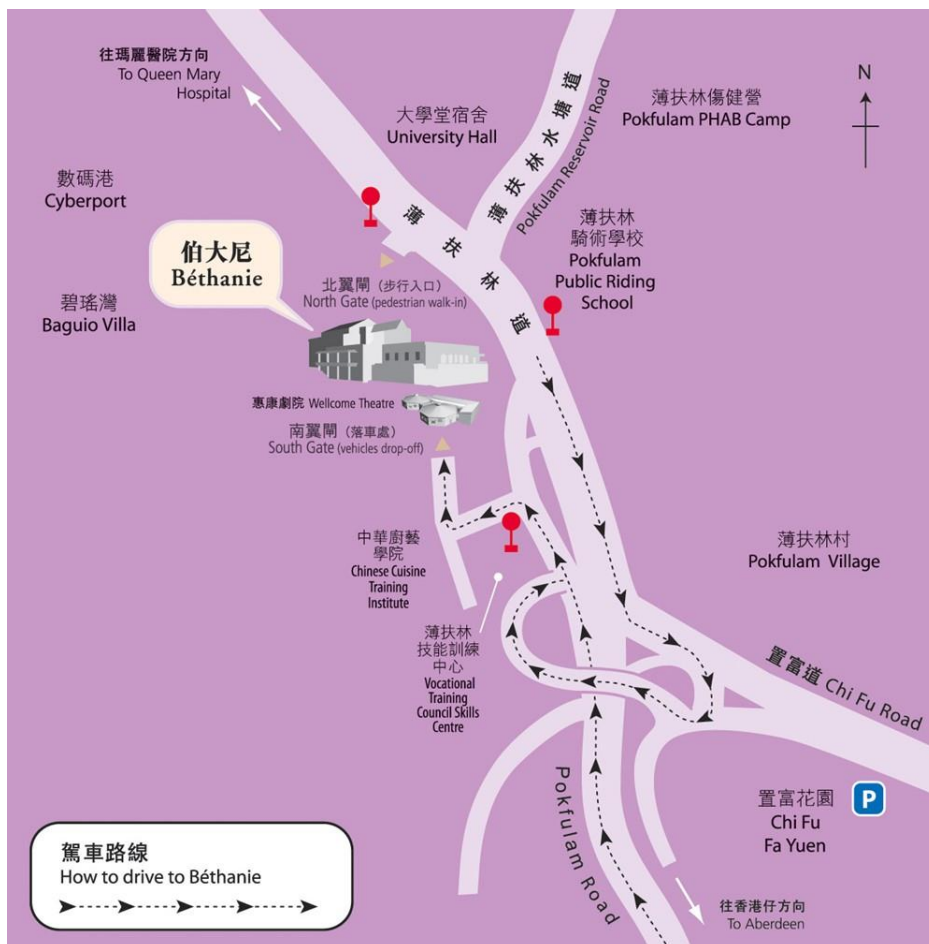 往瑪麗醫院方向
To Queen Mary
Hospital
大學堂宿舍
University Hall
薄扶林水塘道
Pokfulam Reservoir Road
薄扶林傷健營
Pokfulam PHAB Camp
N
數碼港
Cyberport
伯大尼
Béthanie
碧瑤灣
Baguio Villa
薄扶林道
北翼閘（步行入口）
North Gate (pedestrian walk-in)
薄扶林
騎術學校
Pokfulam
Public Riding
School
惠康劇院 Wellcome Theatre
南翼閘（落車處）
South Gate (vehicles drop-off)
中華廚藝
學院
Chinese Cuisine
Training
Institute
薄扶林村
Pokfulam Village
薄扶林
技能訓練
中心
Vocational
Training
Council Skills
Centre
置富道 Chi Fu Road
Pokfulam Road
置富花園
Chi Fu
Fa Yuen
P
駕車路線
How to drive to Béthanie
往香港仔方向
To Aberdeen